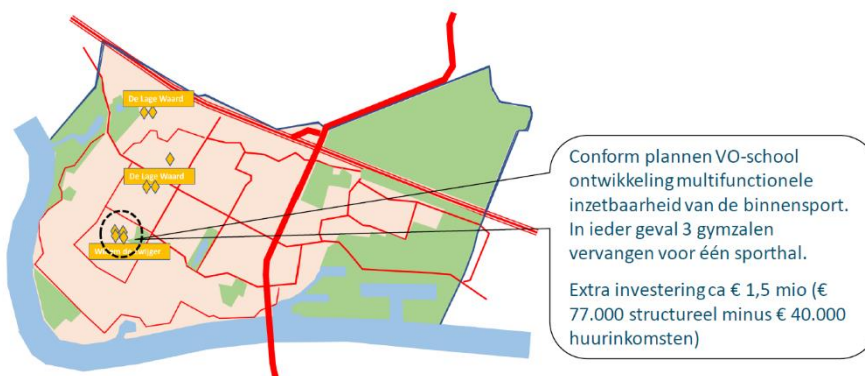 De Lage Waard
De Lage Waard
Conform plannen VO-school
ontwikkeling multifunctionele
inzetbaarheid van de binnensport.
In ieder geval 3 gymzalen
vervangen voor één sporthal.
Extra investering ca € 1,5 mio (€
77.000 structureel minus € 40.000
huurinkomsten)